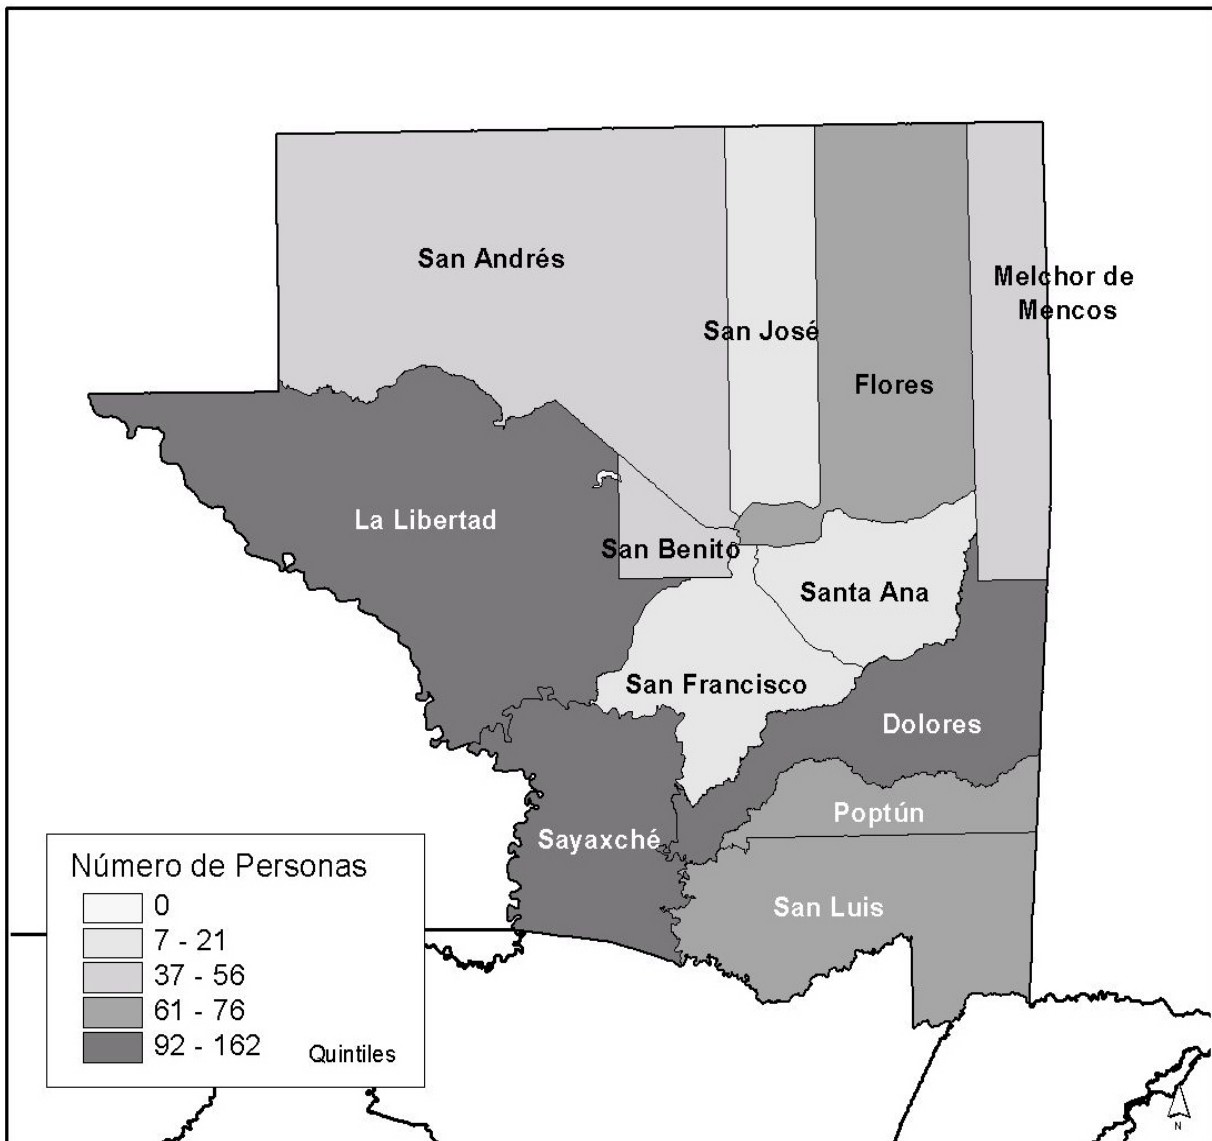 San Andrés
Melchor de
Mencos
San José
Flores
La Libertad
San Benito
Santa Ana
San Francisco
Dolores
Poptún
Sayaxché
San Luis
Número de Personas
0
7 - 21
37 - 56
61 - 76
92 - 162
Quintiles
N